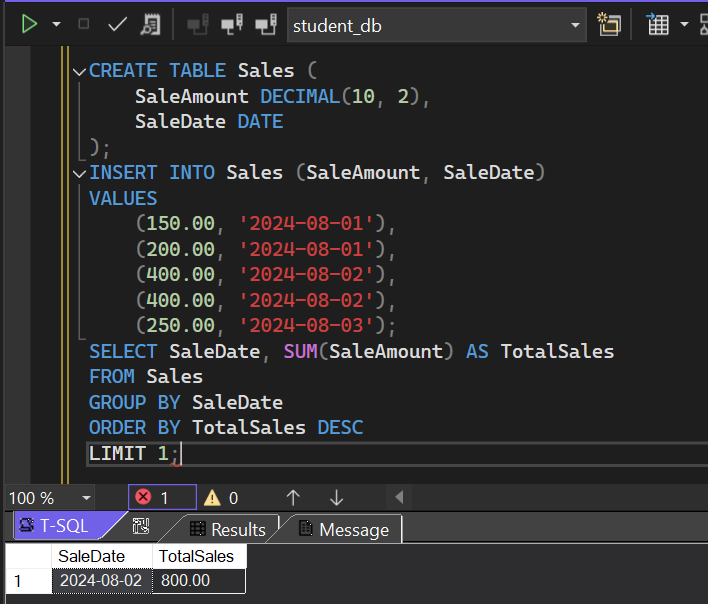 student_db
CREATE TABLE Sales (
SaleAmount DECIMAL(10, 2),
SaleDate DATE
);
INSERT INTO Sales (SaleAmount, SaleDate)
VALUES
(150.00, '2024-08-01'),
(200.00, '2024-08-01'),
(400.00, '2024-08-02'),
(400.00, '2024-08-02'),
(250.00, '2024-08-03');
SELECT SaleDate, SUM(SaleAmount) AS TotalSales
FROM Sales
GROUP BY SaleDate
ORDER BY TotalSales DESC
LIMIT 1;
100 % 1 0
T-SQL Results Message
SaleDate TotalSales
1 2024-08-02 800.00